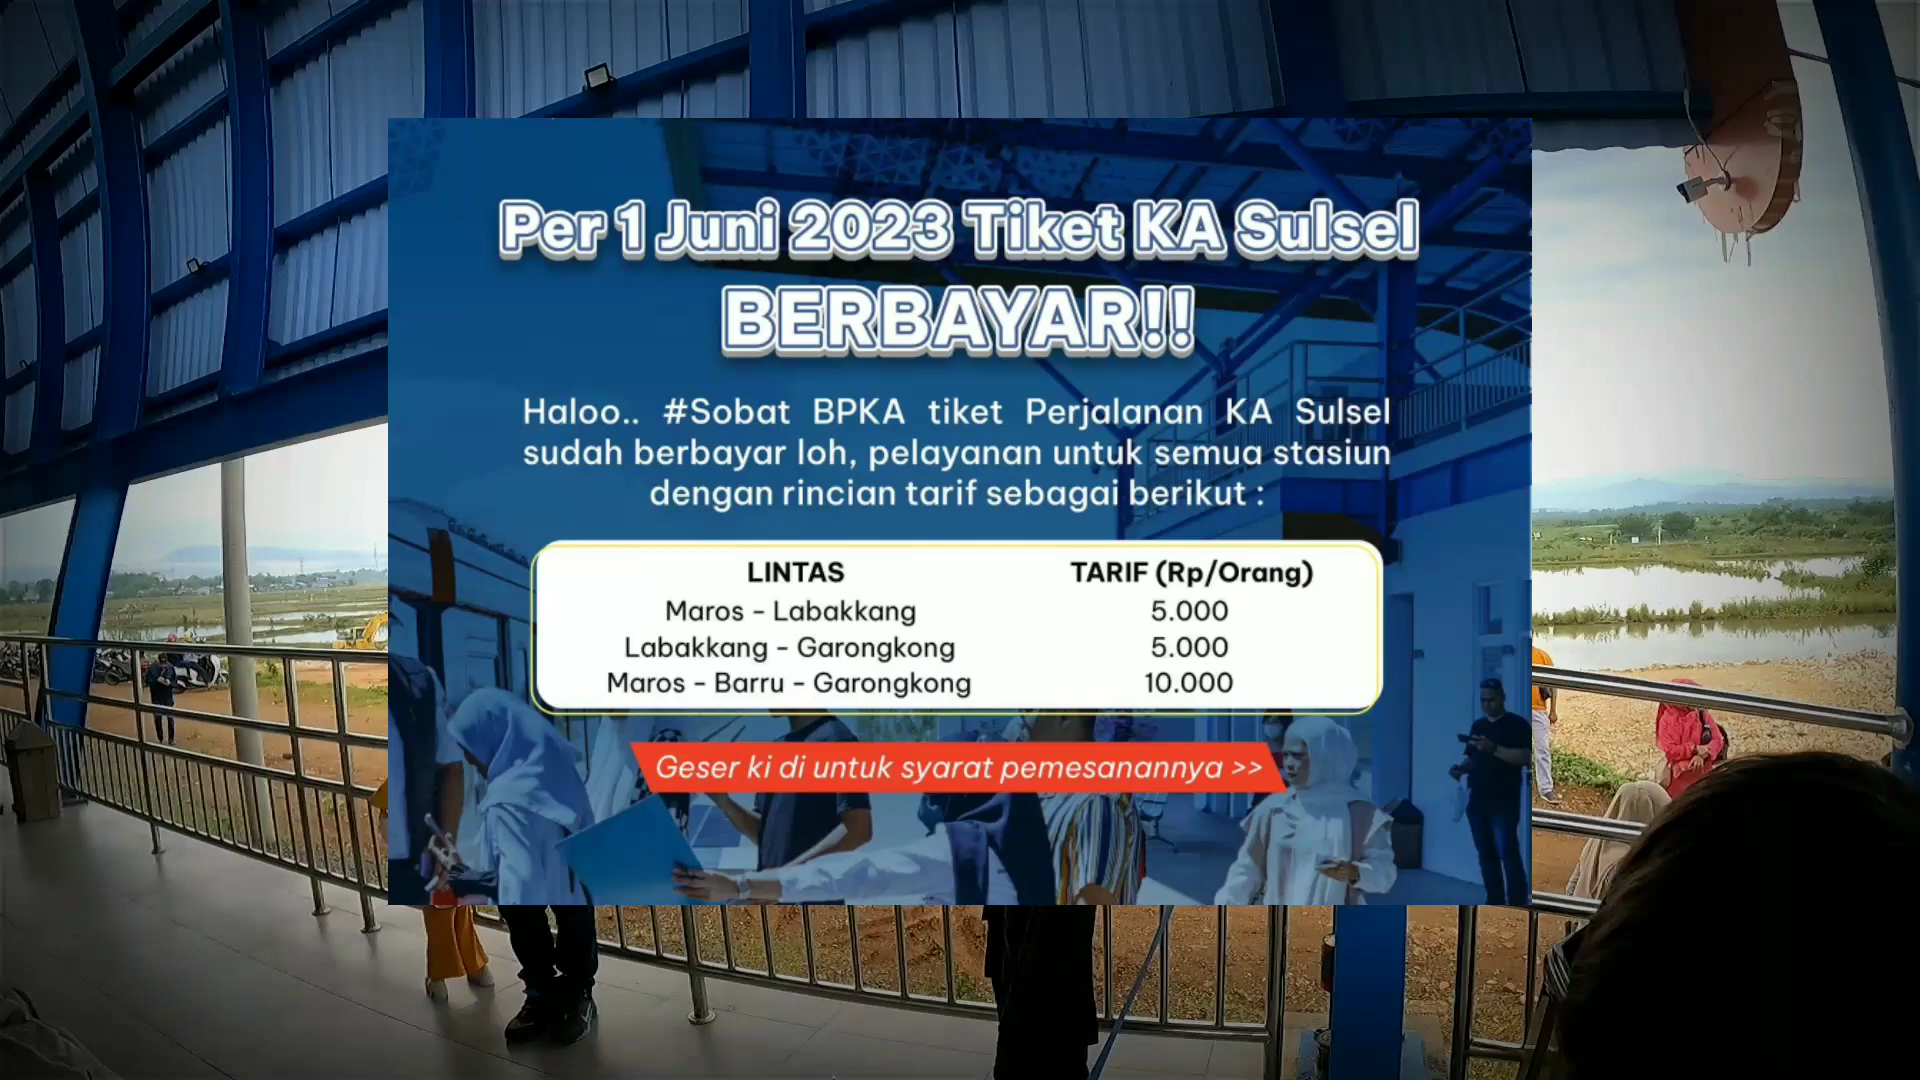 Per 1 Juni 2023 Tiket KA Sulsel
BERBAYAR!!
Haloo.. #Sobat BPKA tiket Perjalanan KA Sulsel
sudah berbayar loh, pelayanan untuk semua stasiun
dengan rincian tarif sebagai berikut :
LINTAS TARIF (Rp/Orang)
Maros - Labakkang 5.000
Labakkang - Garongkong 5.000
Maros - Barru - Garongkong 10.000
Geser ki di untuk syarat pemesanannya >>